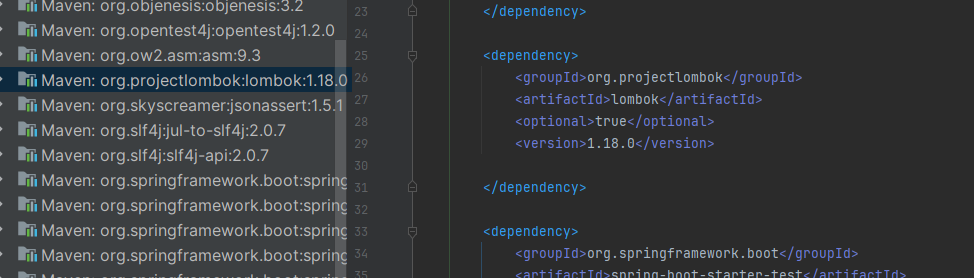 Maven: org.objenesis:objenesis:3.2
Maven: org.opentest4j:opentest4j:1.2.0
Maven: org.ow2.asm:asm:9.3
Maven: org.projectlombok:lombok:1.18.0
Maven: org.skyscreamer:jsonassert:1.5.1
Maven: org.slf4j:jul-to-slf4j:2.0.7
Maven: org.slf4j:slf4j-api:2.0.7
Maven: org.springframework.boot:spring
Maven: org.springframework.boot:spring
Maven: org.springframework.boot:spring
Maven: org.springframework.boot:spring
Maven: org.springframework.boot:spring
23 </dependency>
24
25 <dependency>
26 <groupId>org.projectlombok</groupId>
27 <artifactId>lombok</artifactId>
28 <optional>true</optional>
29 <version>1.18.0</version>
30
31 </dependency>
32
33 <dependency>
34 <groupId>org.springframework.boot</groupId>
35 <artifactId>spring-boot-starter-test</artifactId>